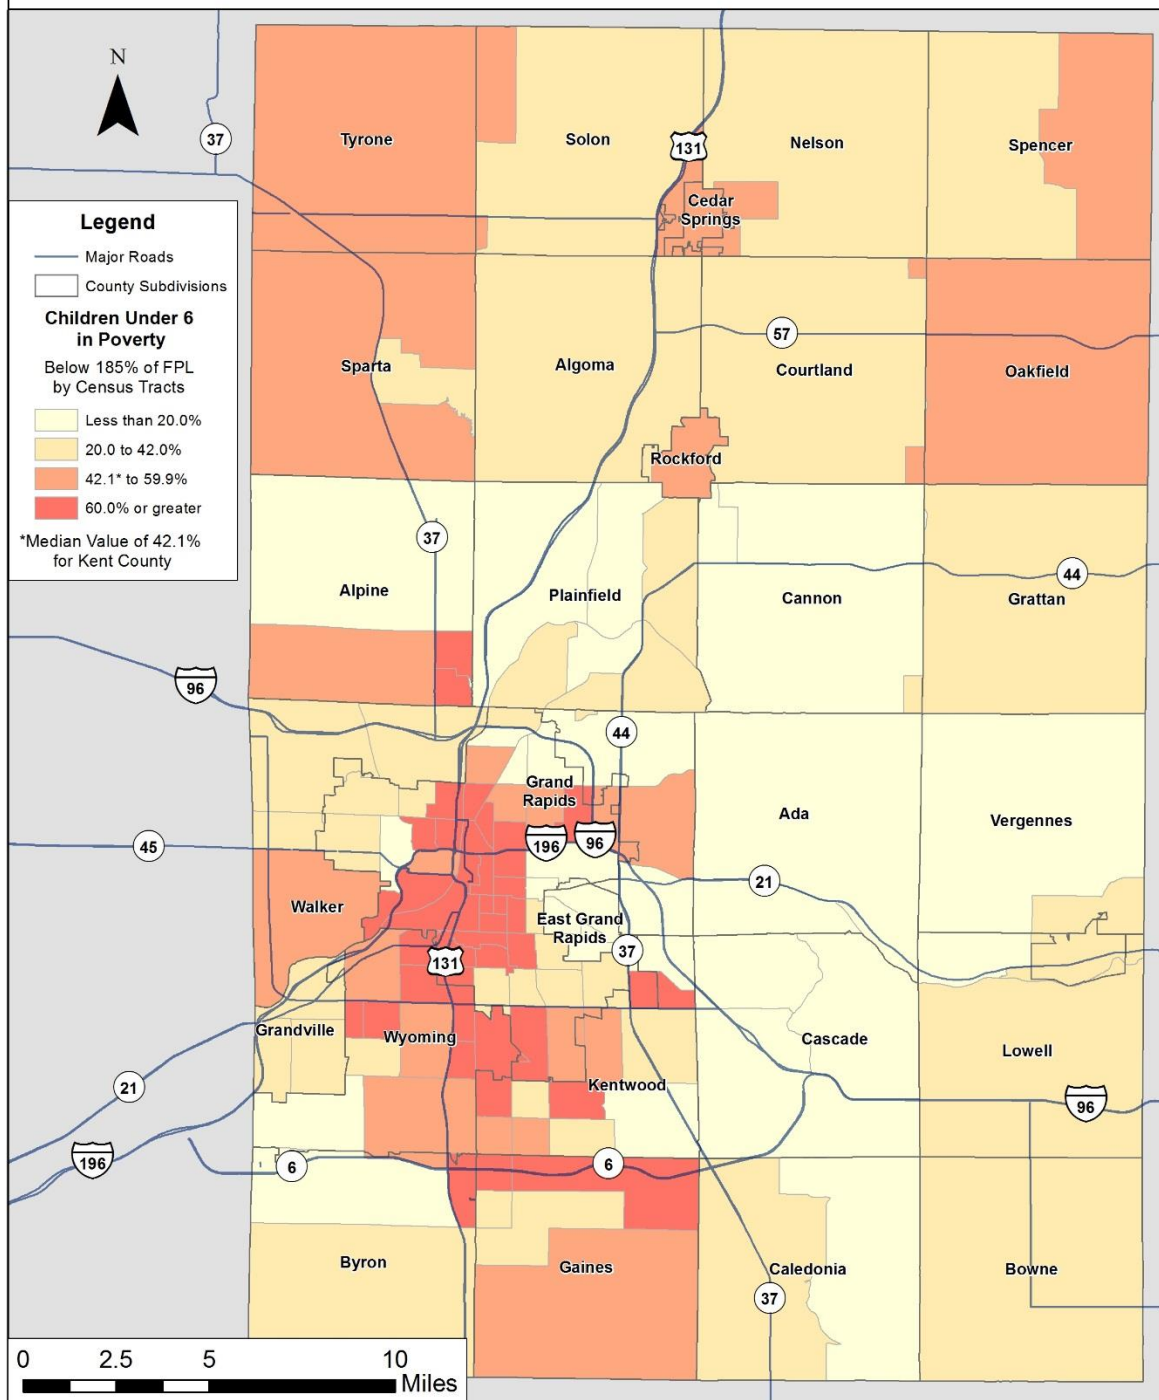 N
37
Tyrone
Solon
131
Nelson
Spencer
Cedar
Springs
Legend
Major Roads
County Subdivisions
Children Under 6
in Poverty
Below 185% of FPL
by Census Tracts
Less than 20.0%
20.0 to 42.0%
42.1* to 59.9%
60.0% or greater
*Median Value of 42.1%
for Kent County
57
Sparta
Algoma
Courtland
Oakfield
Rockford
37
44
Alpine
Plainfield
Cannon
Grattan
96
44
Grand
Rapids
Ada
Vergennes
45
196
96
21
Walker
East Grand
Rapids
37
131
Grandville
Wyoming
Cascade
Lowell
21
Kentwood
96
196
6
6
Byron
Gaines
Caledonia
Bowne
37
0 2.5 5 10
Miles